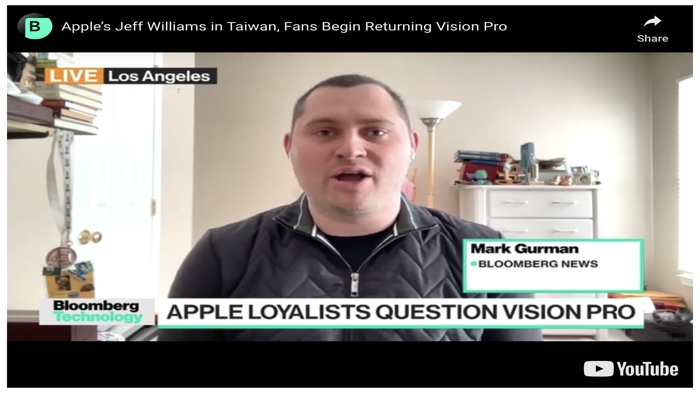 B
Apple's Jeff Williams in Taiwan, Fans Begin Returning Vision Pro
Share
LIVE Los Angeles
Mark Gurman
BLOOMBERG NEWS
Bloomberg
Technology
APPLE LOYALISTS QUESTION VISION PRO
YouTube